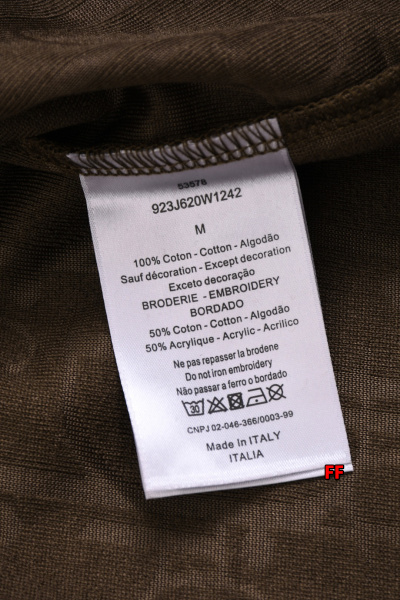 53578
923J620W1242
M
100% Coton - Cotton - Algodão
Sauf décoration - Except decoration
Exceto decoração
BRODERIE - EMBROIDERY
BORDADO
50% Coton - Cotton - Algodão
50% Acrylique - Acrylic - Acrilico
Ne pas repasser la brodene
Do not iron embroidery
Não passar a ferro o bordado
30
CNPJ 02-046-366/0003-99
Made in ITALY
ITALIA
FF